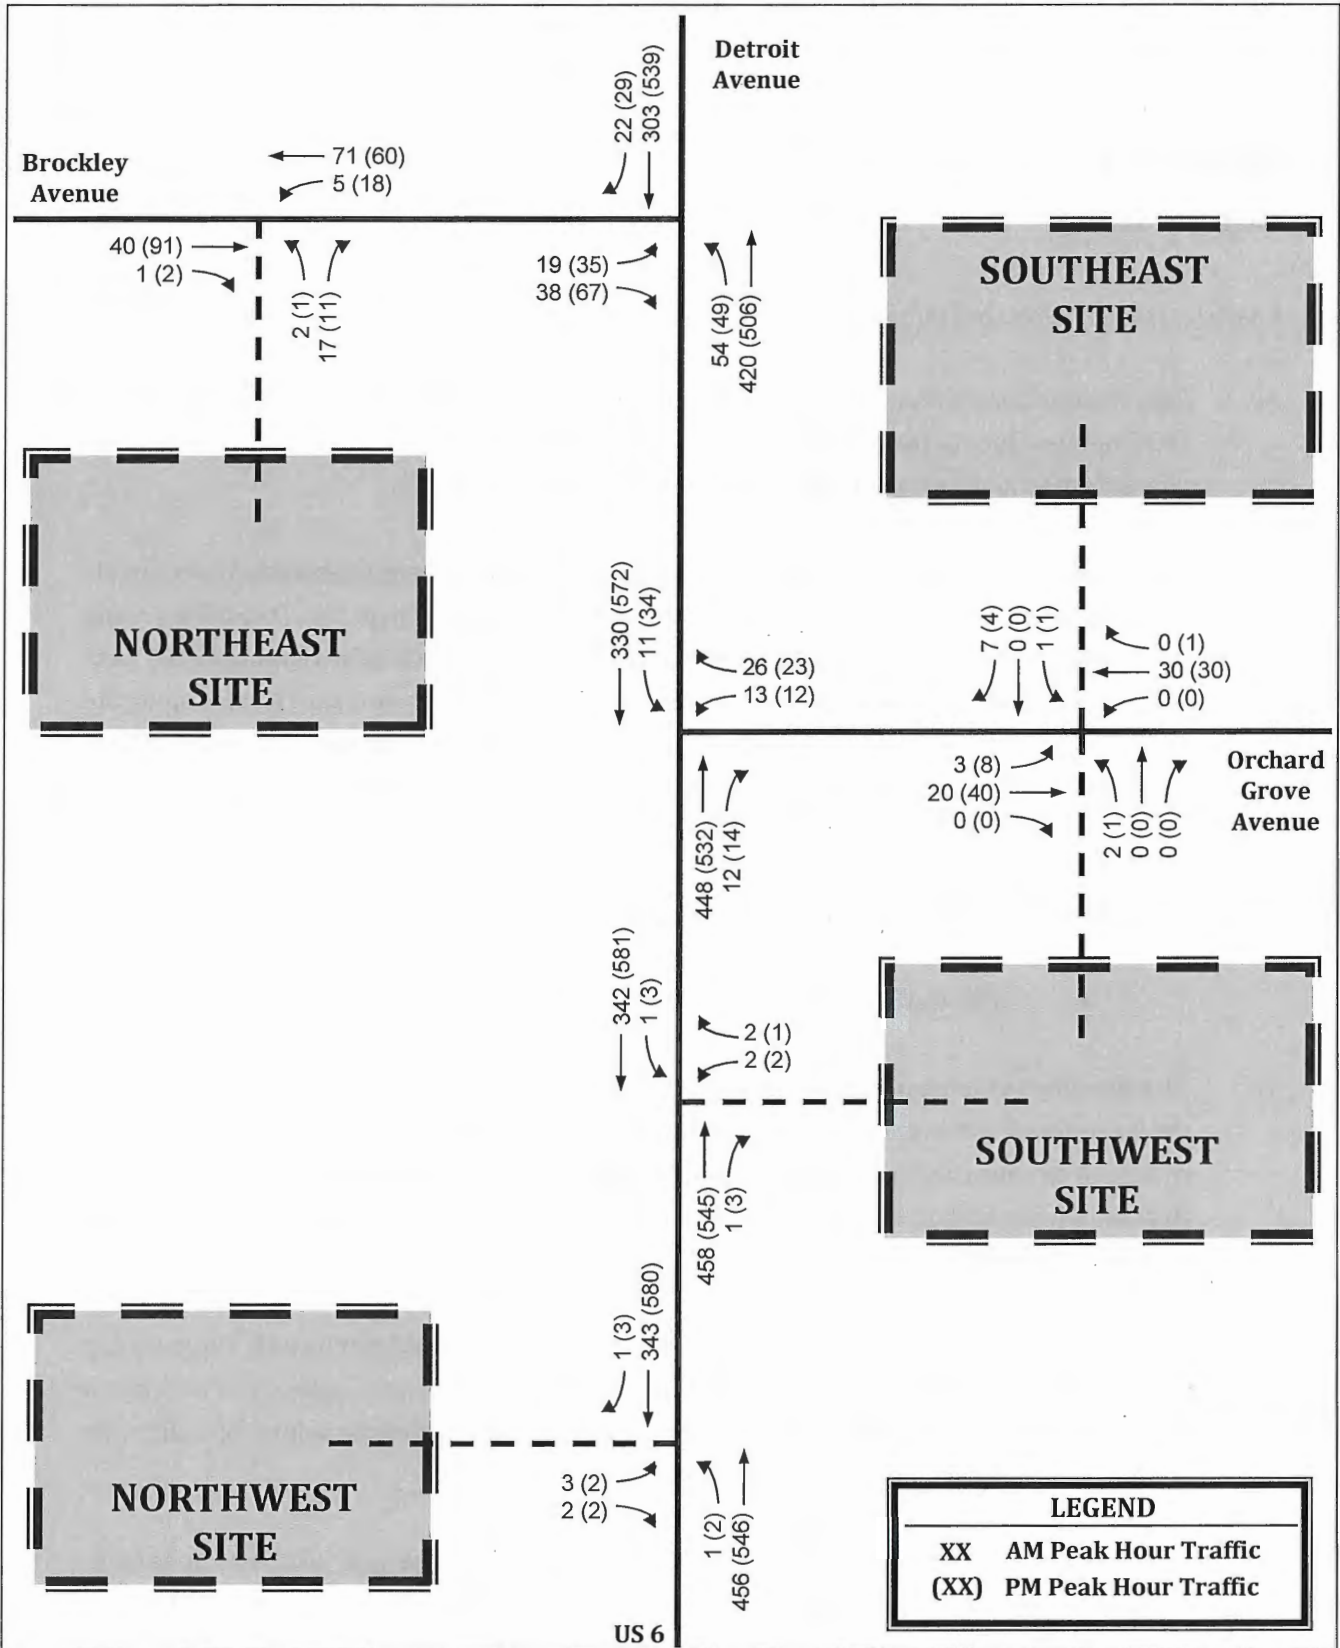 Detroit
Avenue
22 (29)
303 (539)
71 (60)
5 (18)
Brockley
Avenue
40 (91)
1 (2)
2 (1)
17 (11)
19 (35)
38 (67)
54 (49)
420 (506)
SOUTHEAST
SITE
NORTHEAST
SITE
330 (572)
11 (34)
26 (23)
13 (12)
7 (4)
0 (0)
1 (1)
0 (1)
30 (30)
0 (0)
3 (8)
20 (40)
0 (0)
2 (1)
0 (0)
0 (0)
Orchard
Grove
Avenue
448 (532)
12 (14)
342 (581)
1 (3)
2 (1)
2 (2)
458 (545)
1 (3)
SOUTHWEST
SITE
1 (3)
343 (580)
NORTHWEST
SITE
3 (2)
2 (2)
1 (2)
456 (546)
US 6
LEGEND
XX AM Peak Hour Traffic
(XX) PM Peak Hour Traffic